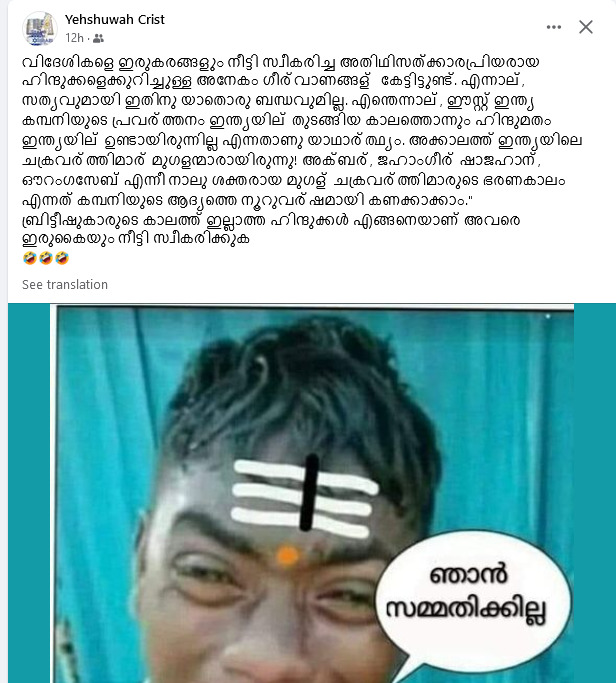 Yehshuwah Crist
12h
വിദേശികളെ ഇരുകരങ്ങളും നീട്ടി സ്വീകരിച്ച അതിഥിസത്ക്കാരപ്രിയരായ
ഹിന്ദുക്കളെക്കുറിച്ചുള്ള അനേകം ഗീര് വാണങ്ങള്   കേട്ടിട്ടുണ്ട്. എന്നാല് ,
സത്യവുമായി ഇതിനു യാതൊരു ബന്ധവുമില്ല. എന്തെന്നാല് , ഈസ്റ്റ് ഇന്ത്യ
കമ്പനിയുടെ പ്രവര് ത്തനം ഇന്ത്യയില്  തുടങ്ങിയ കാലത്തൊന്നും ഹിന്ദുമതം
ഇന്ത്യയില്  ഉണ്ടായിരുന്നില്ല എന്നതാണു യാഥാര് ത്ഥ്യം. അക്കാലത്ത് ഇന്ത്യയിലെ
ചക്രവര് ത്തിമാര്  മുഗളന്മാരായിരുന്നു! അക്ബര് , ജഹാംഗീര്  ഷാജഹാന് ,
ഔറംഗസേബ് എന്നീ നാലു ശക്തരായ മുഗള്  ചക്രവര് ത്തിമാരുടെ ഭരണകാലം
എന്നത് കമ്പനിയുടെ ആദ്യത്തെ നൂറുവര് ഷമായി കണക്കാക്കാം."
ബ്രിട്ടീഷുകാരുടെ കാലത്ത് ഇല്ലാത്ത ഹിന്ദുക്കൾ എങ്ങനെയാണ് അവരെ
ഇരുകൈയും നീട്ടി സ്വീകരിക്കുക
🤣🤣🤣
See translation
ഞാൻ
സമ്മതിക്കില്ല